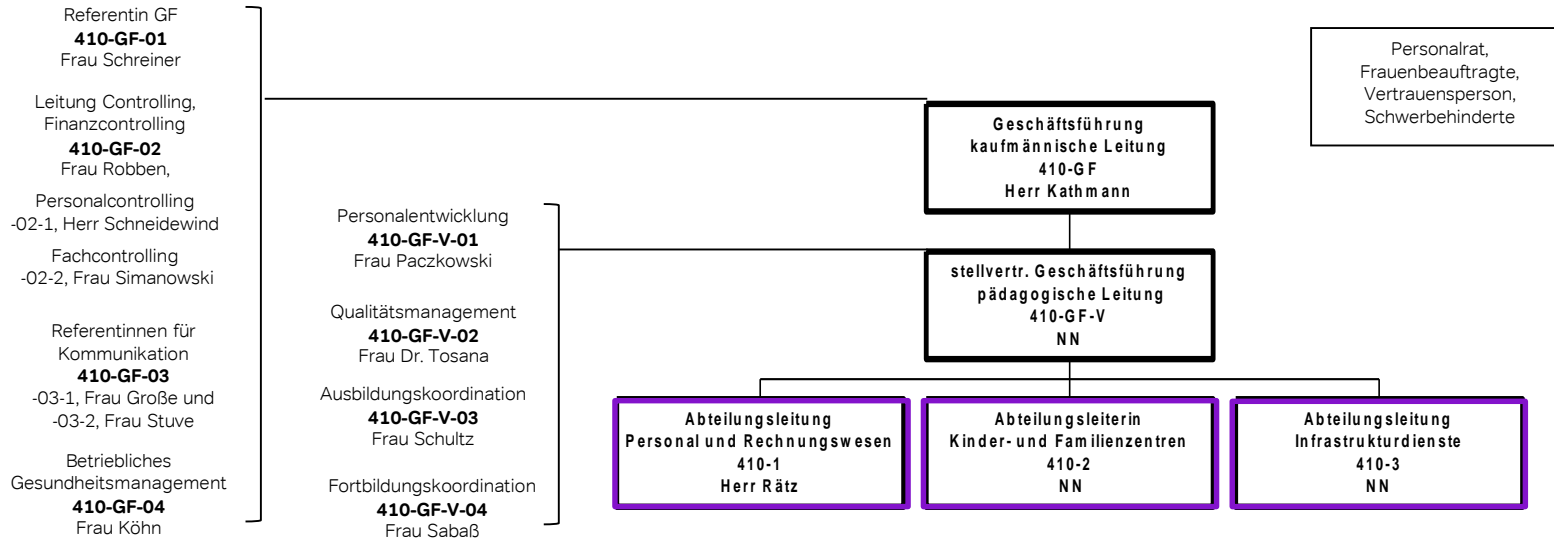 Referentin GF
410-GF-01
Frau Schreiner
Leitung Controlling,
Finanzcontrolling
410-GF-02
Frau Robben,
Personalcontrolling
-02-1, Herr Schneidewind
Fachcontrolling
-02-2, Frau Simanowski
Referentinnen für
Kommunikation
410-GF-03
-03-1, Frau Große und
-03-2, Frau Stuve
Betriebliches
Gesundheitsmanagement
410-GF-04
Frau Köhn
Personalentwicklung
410-GF-V-01
Frau Paczkowski
Qualitätsmanagement
410-GF-V-02
Frau Dr. Tosana
Ausbildungskoordination
410-GF-V-03
Frau Schultz
Fortbildungskoordination
410-GF-V-04
Frau Sabaß
Geschäftsführung
kaufmännische Leitung
410-GF
Herr Kathmann
stellvertr. Geschäftsführung
pädagogische Leitung
410-GF-V
NN
Abteilungsleitung
Personal und Rechnungswesen
410-1
Herr Rätz
Abteilungsleiterin
Kinder- und Familienzentren
410-2
NN
Abteilungsleitung
Infrastrukturdienste
410-3
NN
Personalrat,
Frauenbeauftragte,
Vertrauensperson,
Schwerbehinderte